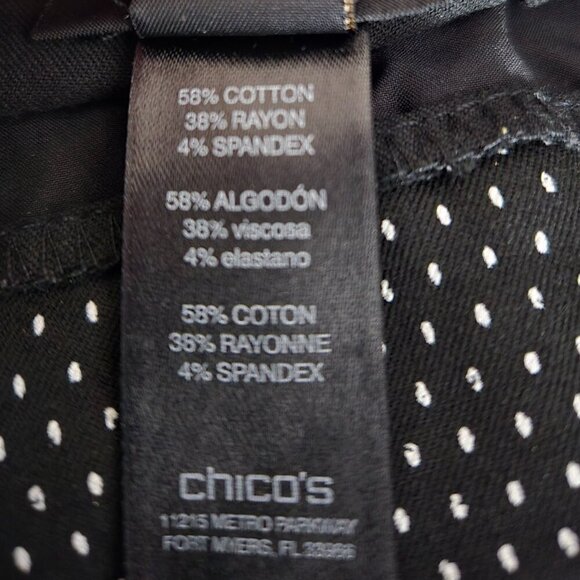 58% COTTON
38% RAYON
4% SPANDEX
58% ALGODÓN
38% viscosa
4% elastano
58% COTON
38% RAYONNE
4% SPANDEX
chico's
11215 METRO PARKWAY
FORT MYERS, FL